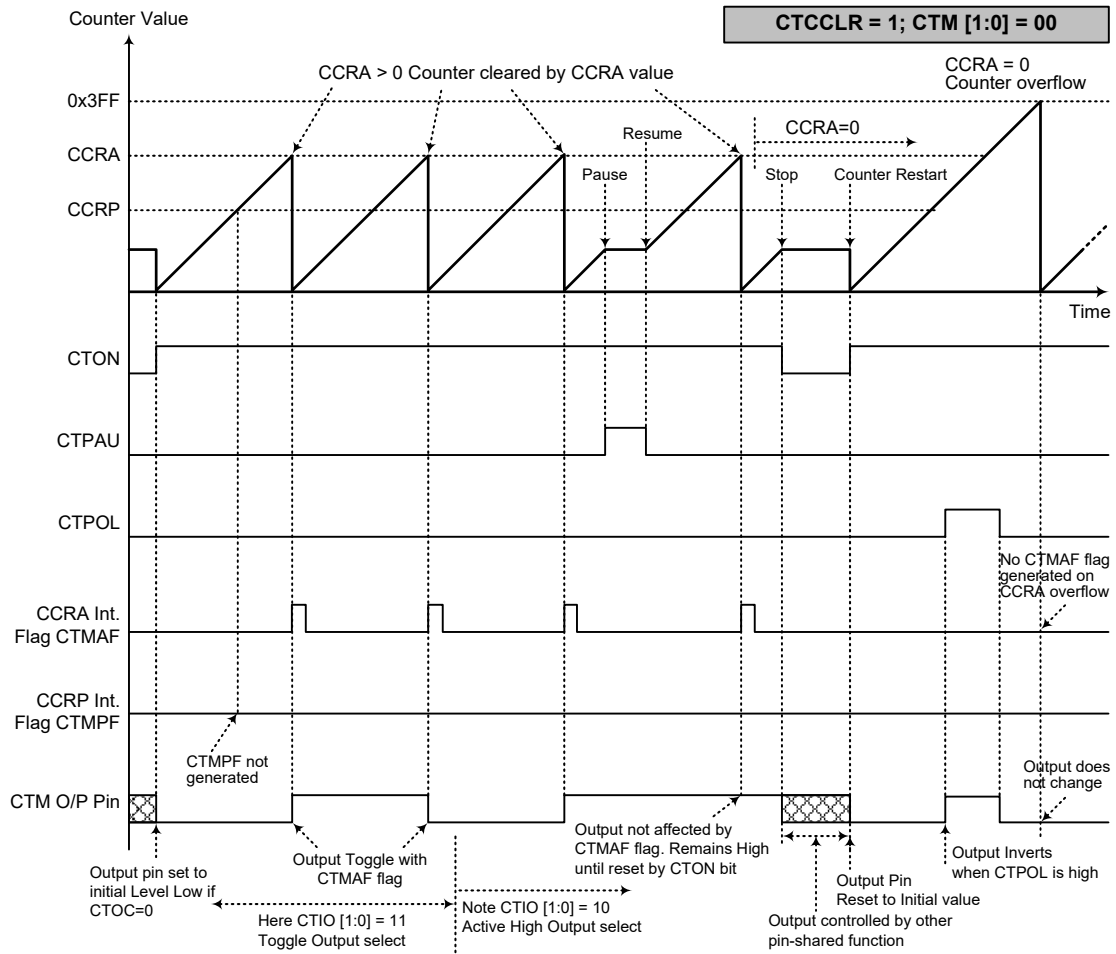 Counter Value
CTCCLR = 1; CTM [1:0] = 00
CCRA > 0 Counter cleared by CCRA value
CCRA = 0
Counter overflow
0x3FF
Resume
CCRA=0
CCRA
Pause
Stop
Counter Restart
CCRP
Time
CTON
CTPAU
CTPOL
No CTMAF flag
generated on
CCRA overflow
CCRA Int.
Flag CTMAF
CCRP Int.
Flag CTMPF
CTMPF not
generated
CTM O/P Pin
Output does
not change
Output pin set to
initial Level Low if
CTOC=0
Output Toggle with
CTMAF flag
Output not affected by
CTMAF flag. Remains High
until reset by CTON bit
Output Inverts
when CTPOL is high
Output Pin
Reset to Initial value
Here CTIO [1:0] = 11
Toggle Output select
Note CTIO [1:0] = 10
Active High Output select
Output controlled by other
pin-shared function